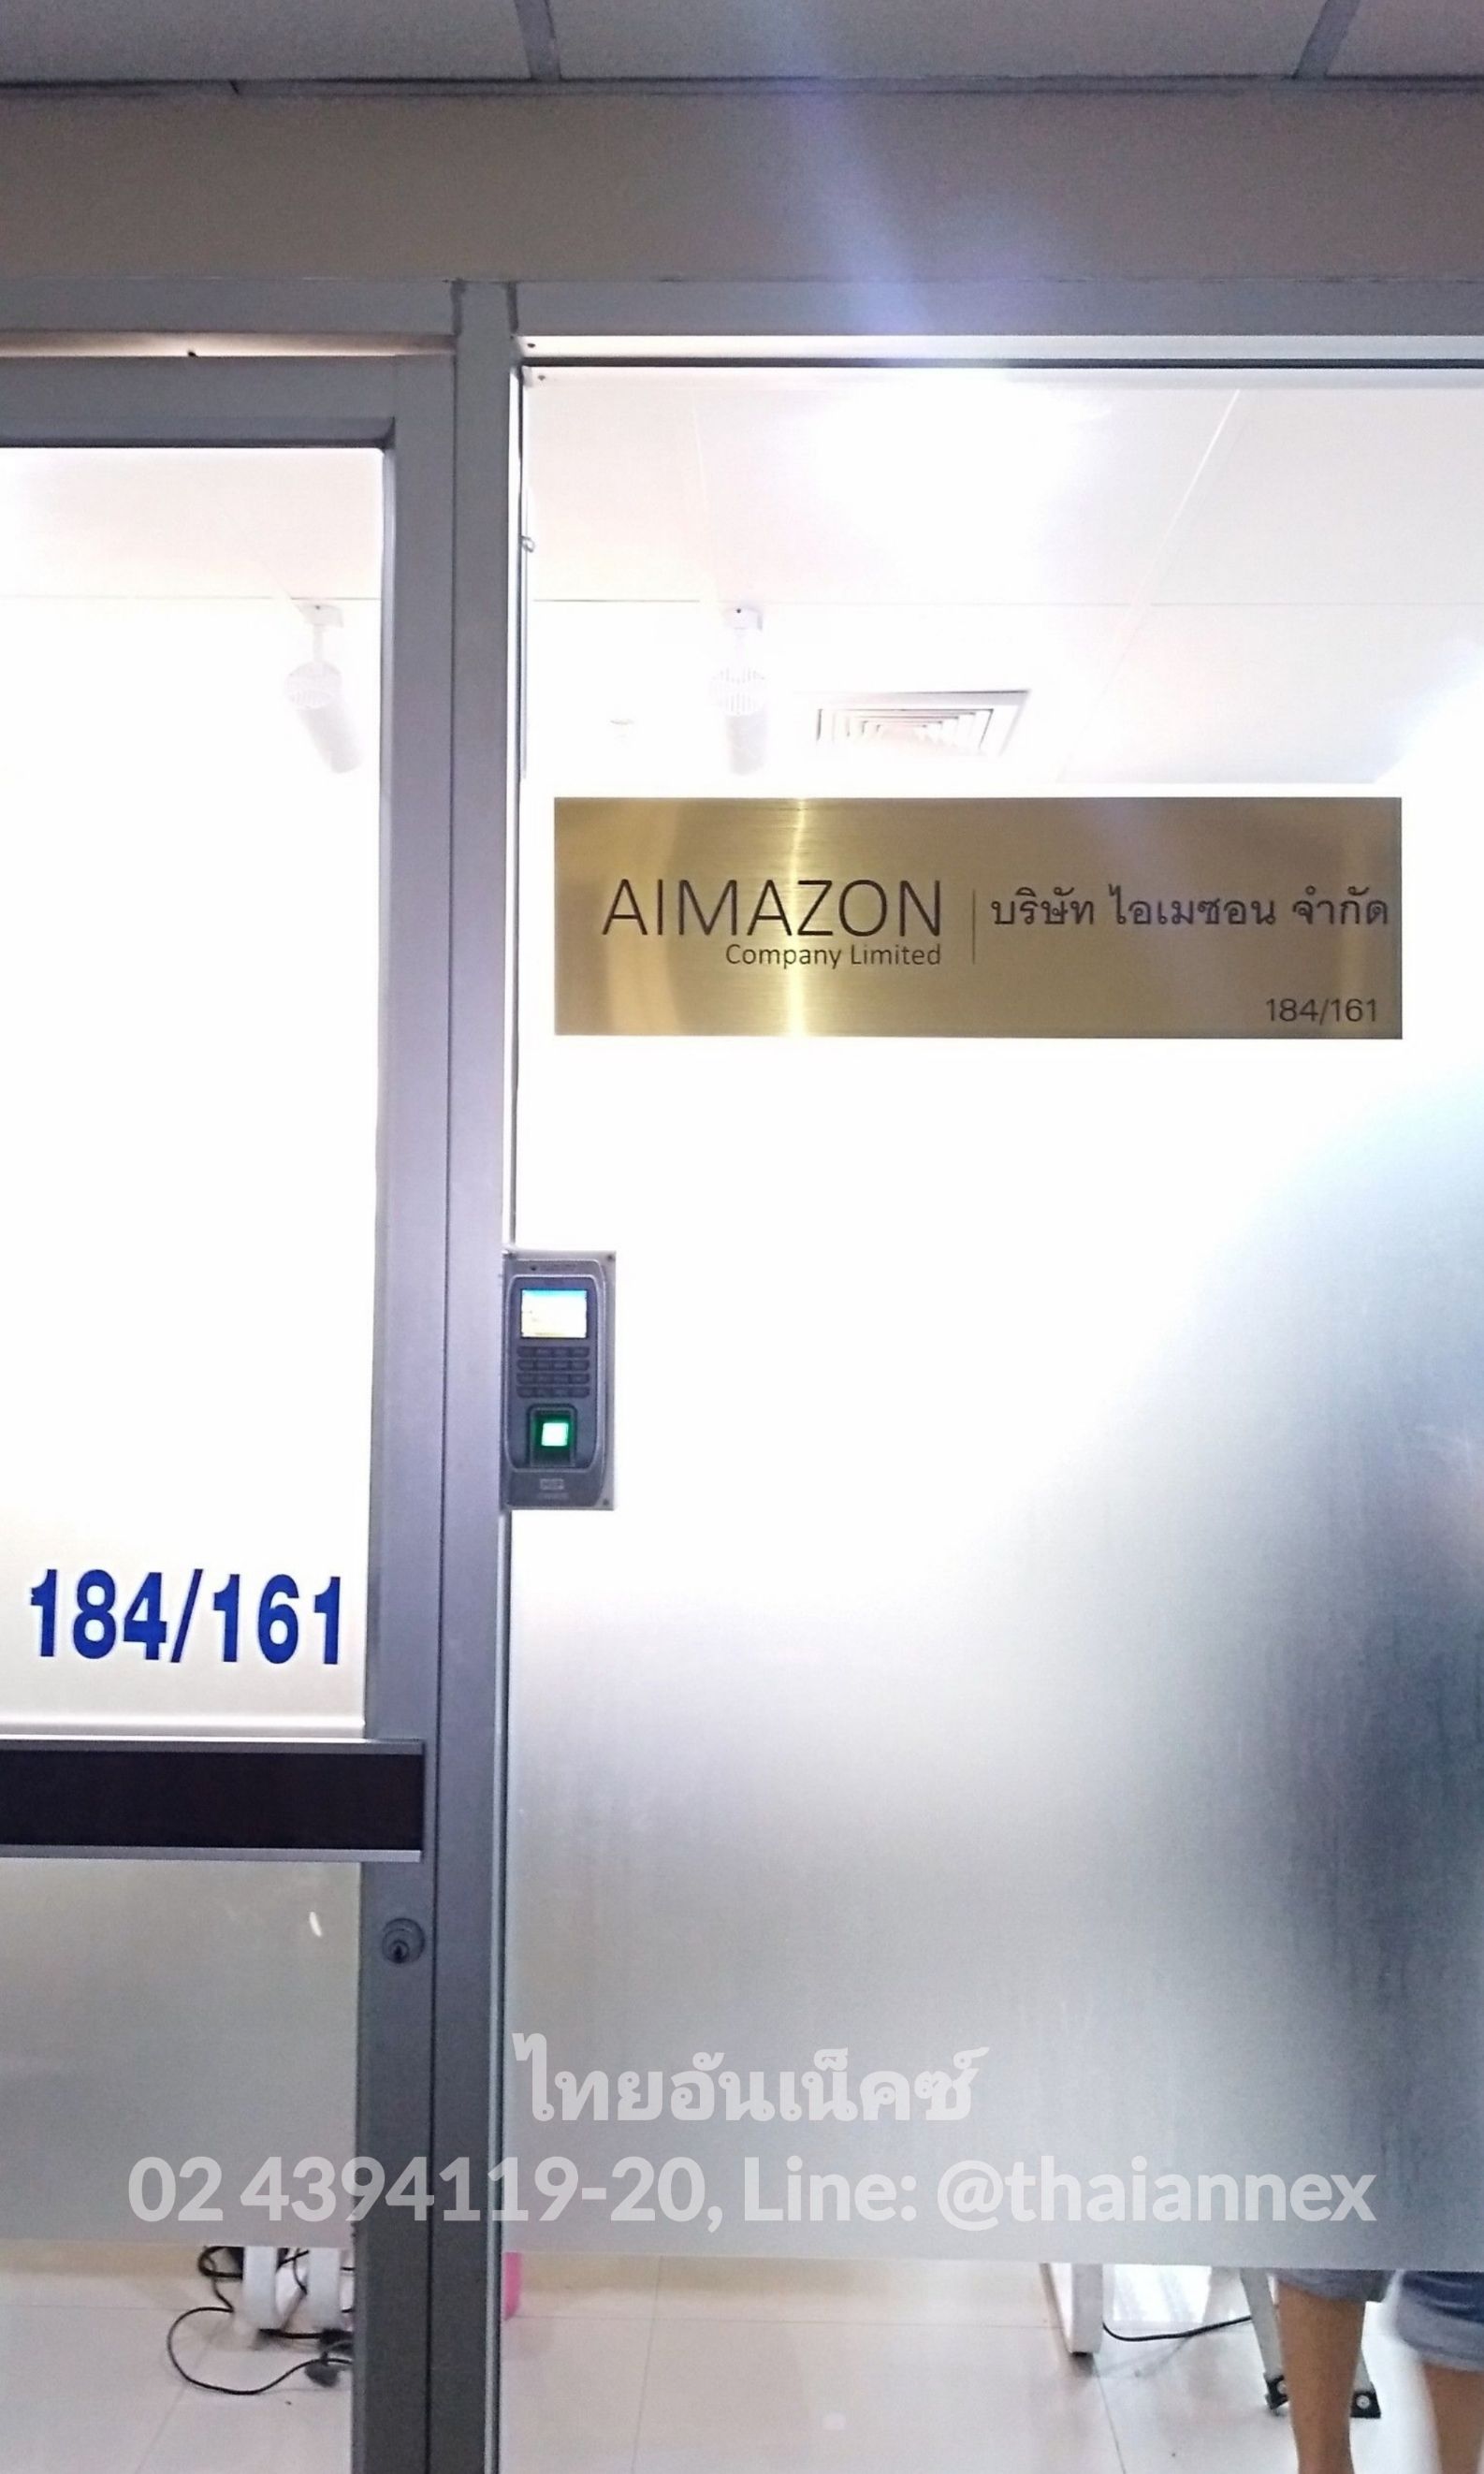 AIMAZON
Company Limited
บริษัท ไอเมซอน จำกัด
184/161
184/161
ไทยอันเน็คซ์
02 4394119-20, Line: @thaiannex